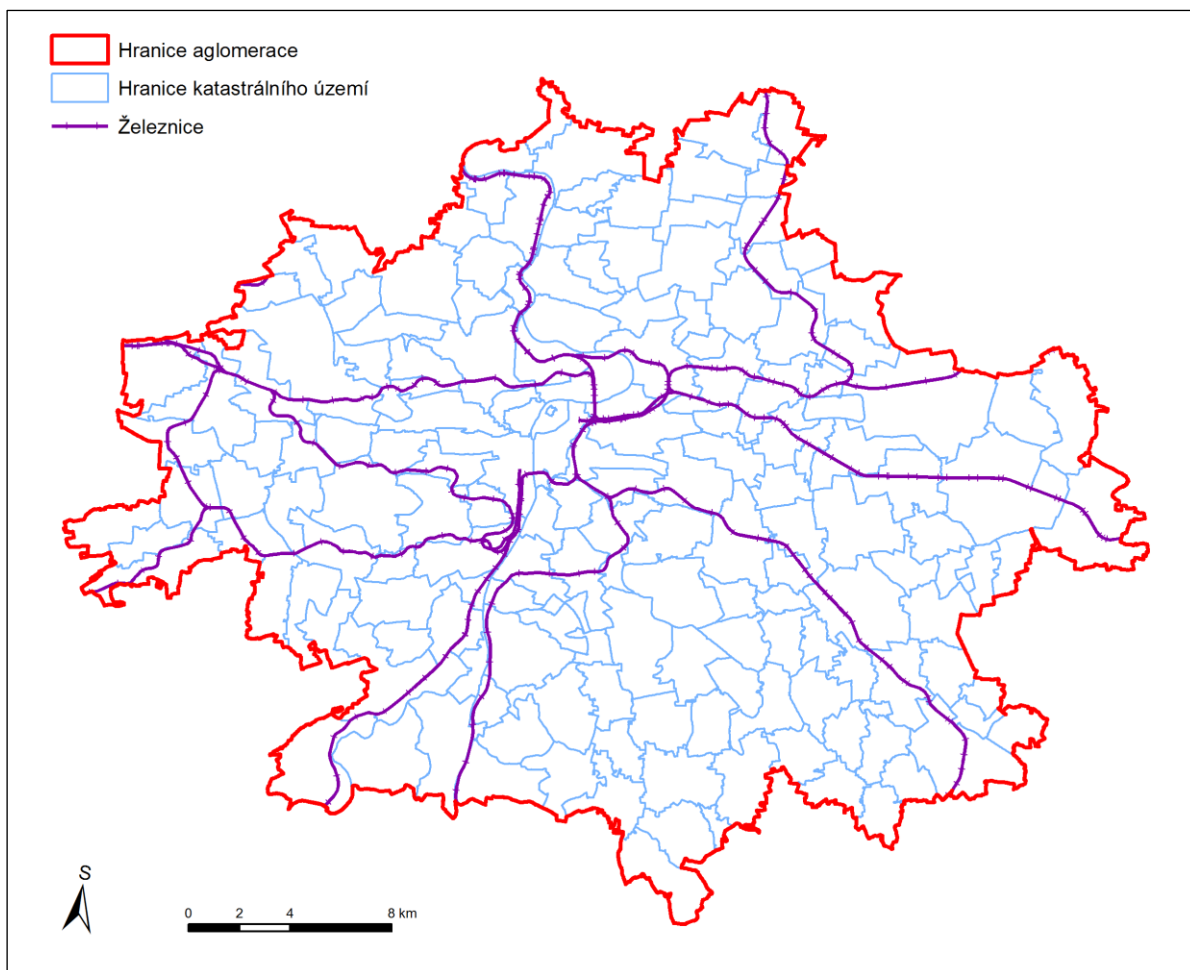 Hranice aglomerace
Hranice katastrálního území
Železnice
S
0 2 4 8 km